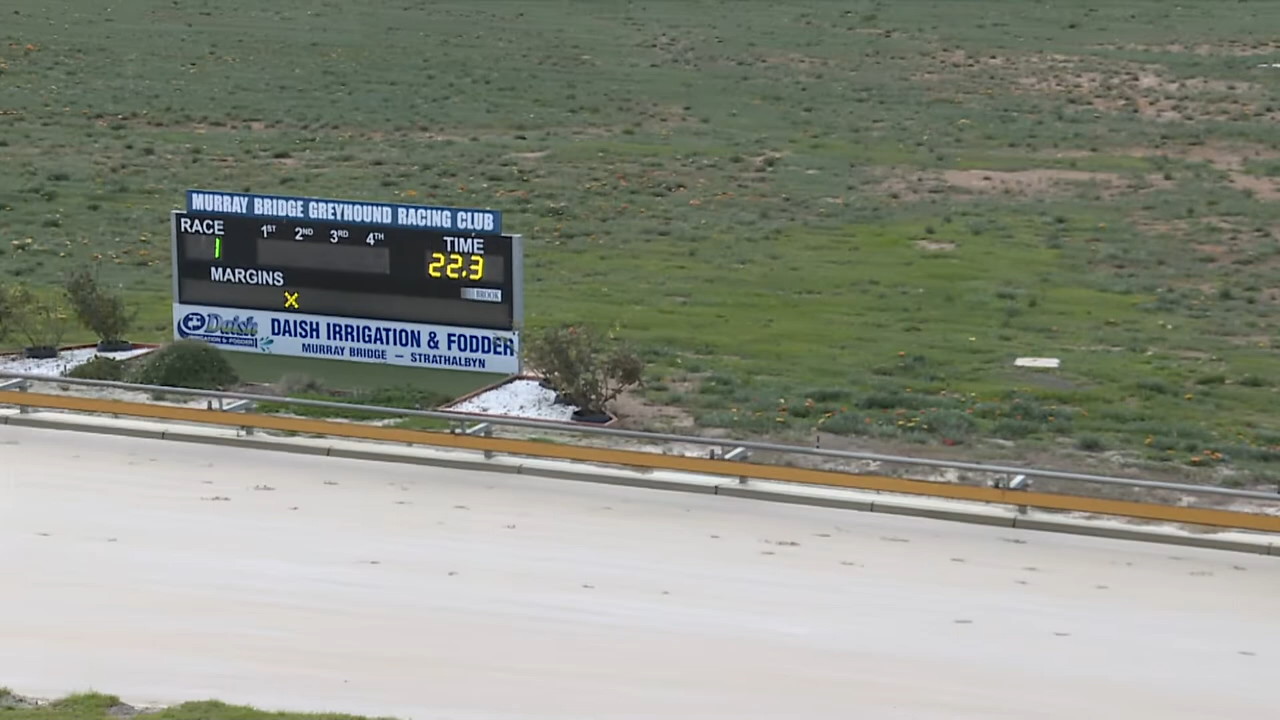 MURRAY BRIDGE GREYHOUND RACING CLUB
RACE 1ST 2ND 3RD 4TH TIME
1 22.3
MARGINS
X
BROOK
Daish
IRRIGATION & FODDER
DAISH IRRIGATION & FODDER
MURRAY BRIDGE — STRATHALBYN